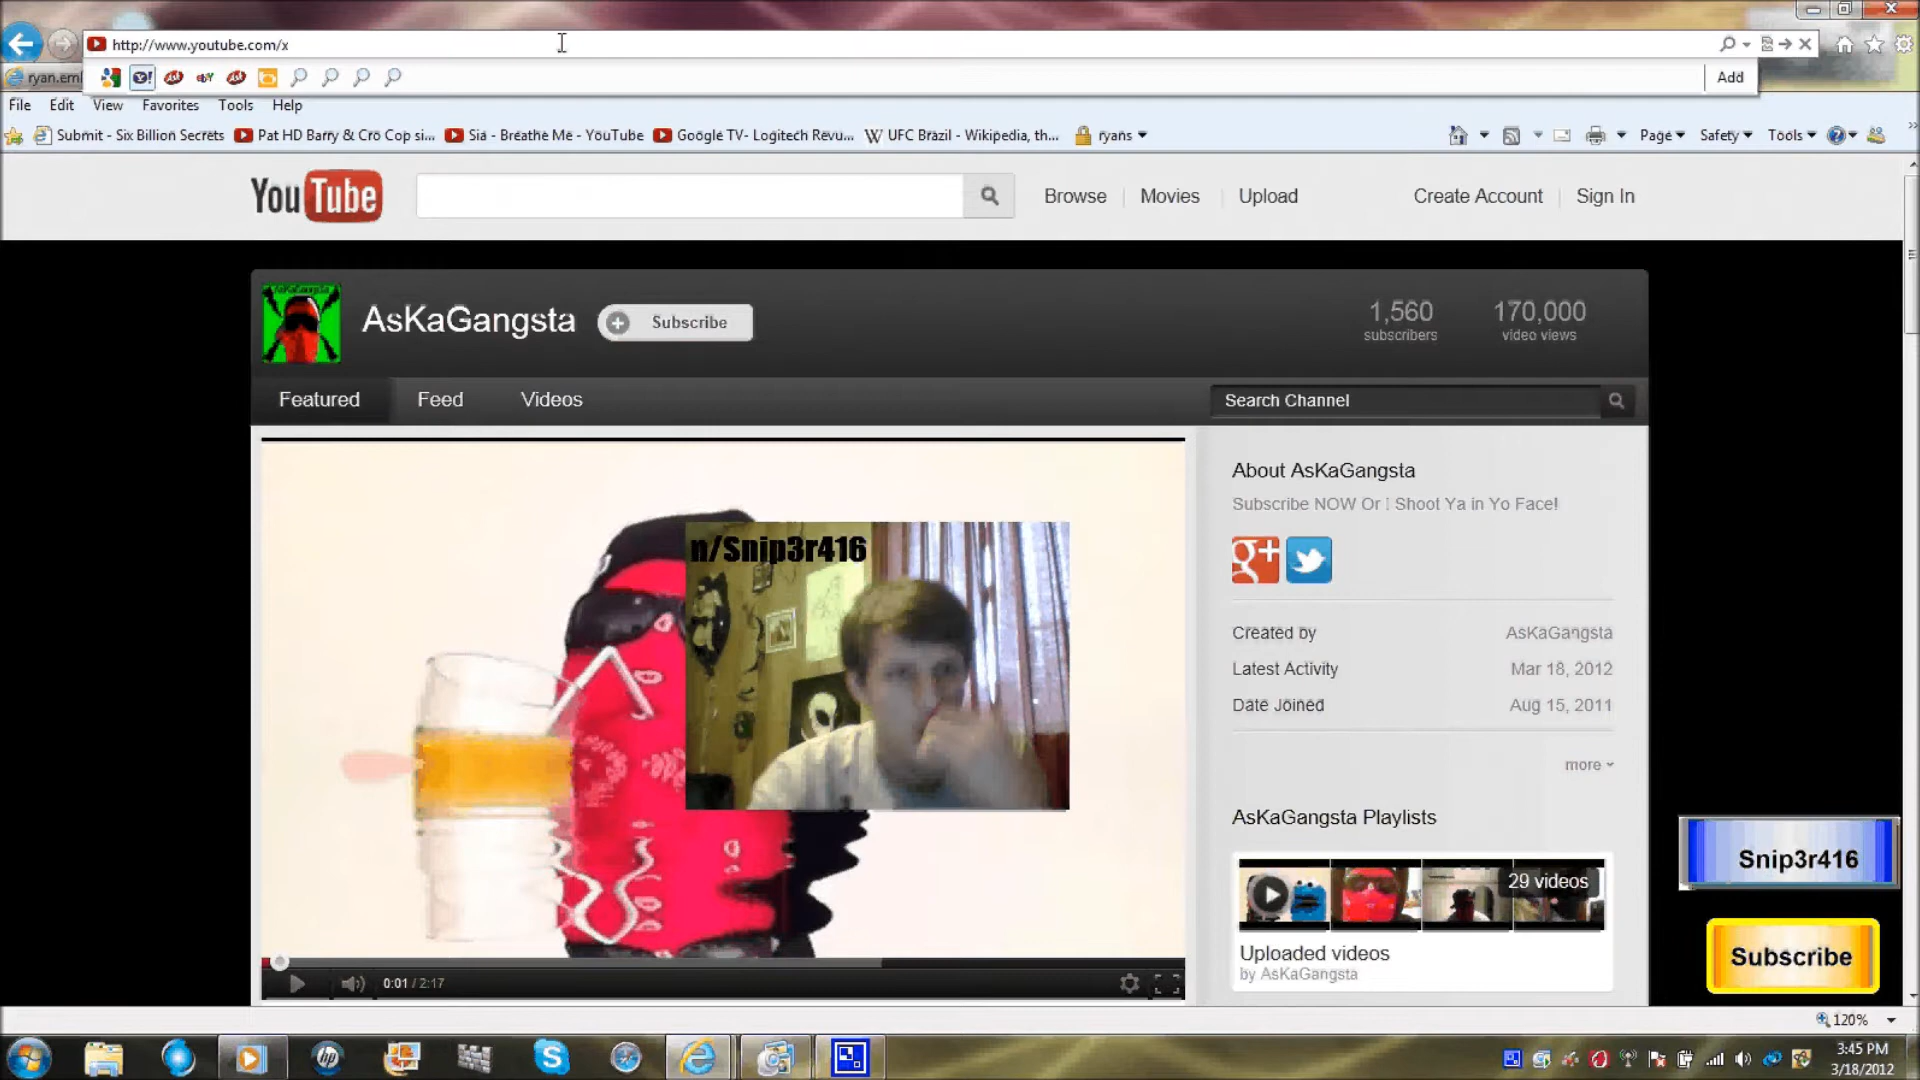 http://www.youtube.com/x
Add
File Edit View Favorites Tools Help
Submit - Six Billion Secrets Pat HD Barry & Cro Cop si... Sia - Breathe Me - YouTube Google TV- Logitech Revu... UFC Brazil - Wikipedia, th... ryans Page Safety Tools
YouTube Browse Movies Upload Create Account Sign In
AsKaGangsta Subscribe
1,560 subscribers
170,000 video views
Featured Feed Videos Search Channel
n/Snip3r416
About AsKaGangsta
Subscribe NOW Or I Shoot Ya in Yo Face!
Created by AsKaGangsta
Latest Activity Mar 18, 2012
Date Joined Aug 15, 2011
more
AsKaGangsta Playlists
29 videos
Uploaded videos
by AsKaGangsta
Snip3r416
Subscribe
0:01 / 2:17
120%
3:45 PM
3/18/2012